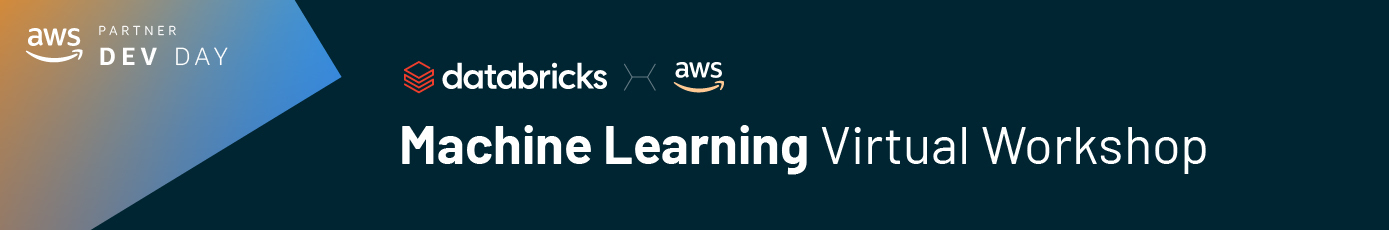 aws PARTNER
DEV DAY
databricks aws
Machine Learning Virtual Workshop